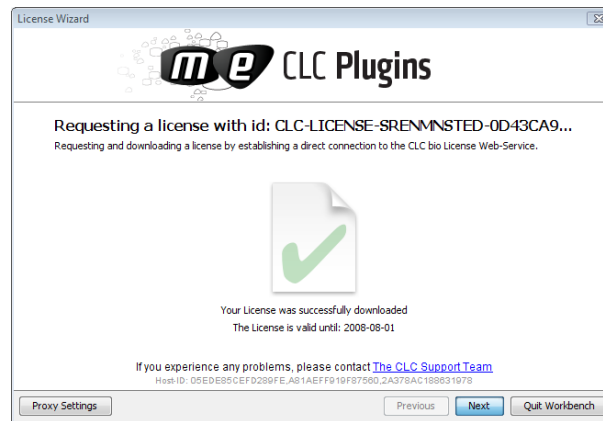 License Wizard
me CLC Plugins
Requesting a license with id: CLC-LICENSE-SRENMNSTED-0D43CA9...
Requesting and downloading a license by establishing a direct connection to the CLC bio License Web-Service.
Your License was successfully downloaded
The License is valid until: 2008-08-01
If you experience any problems, please contact The CLC Support Team
Host-ID: 05EDE85CEFD289FE,A81AEFF919F87560,2A378AC188631978
Proxy Settings Previous Next Quit Workbench